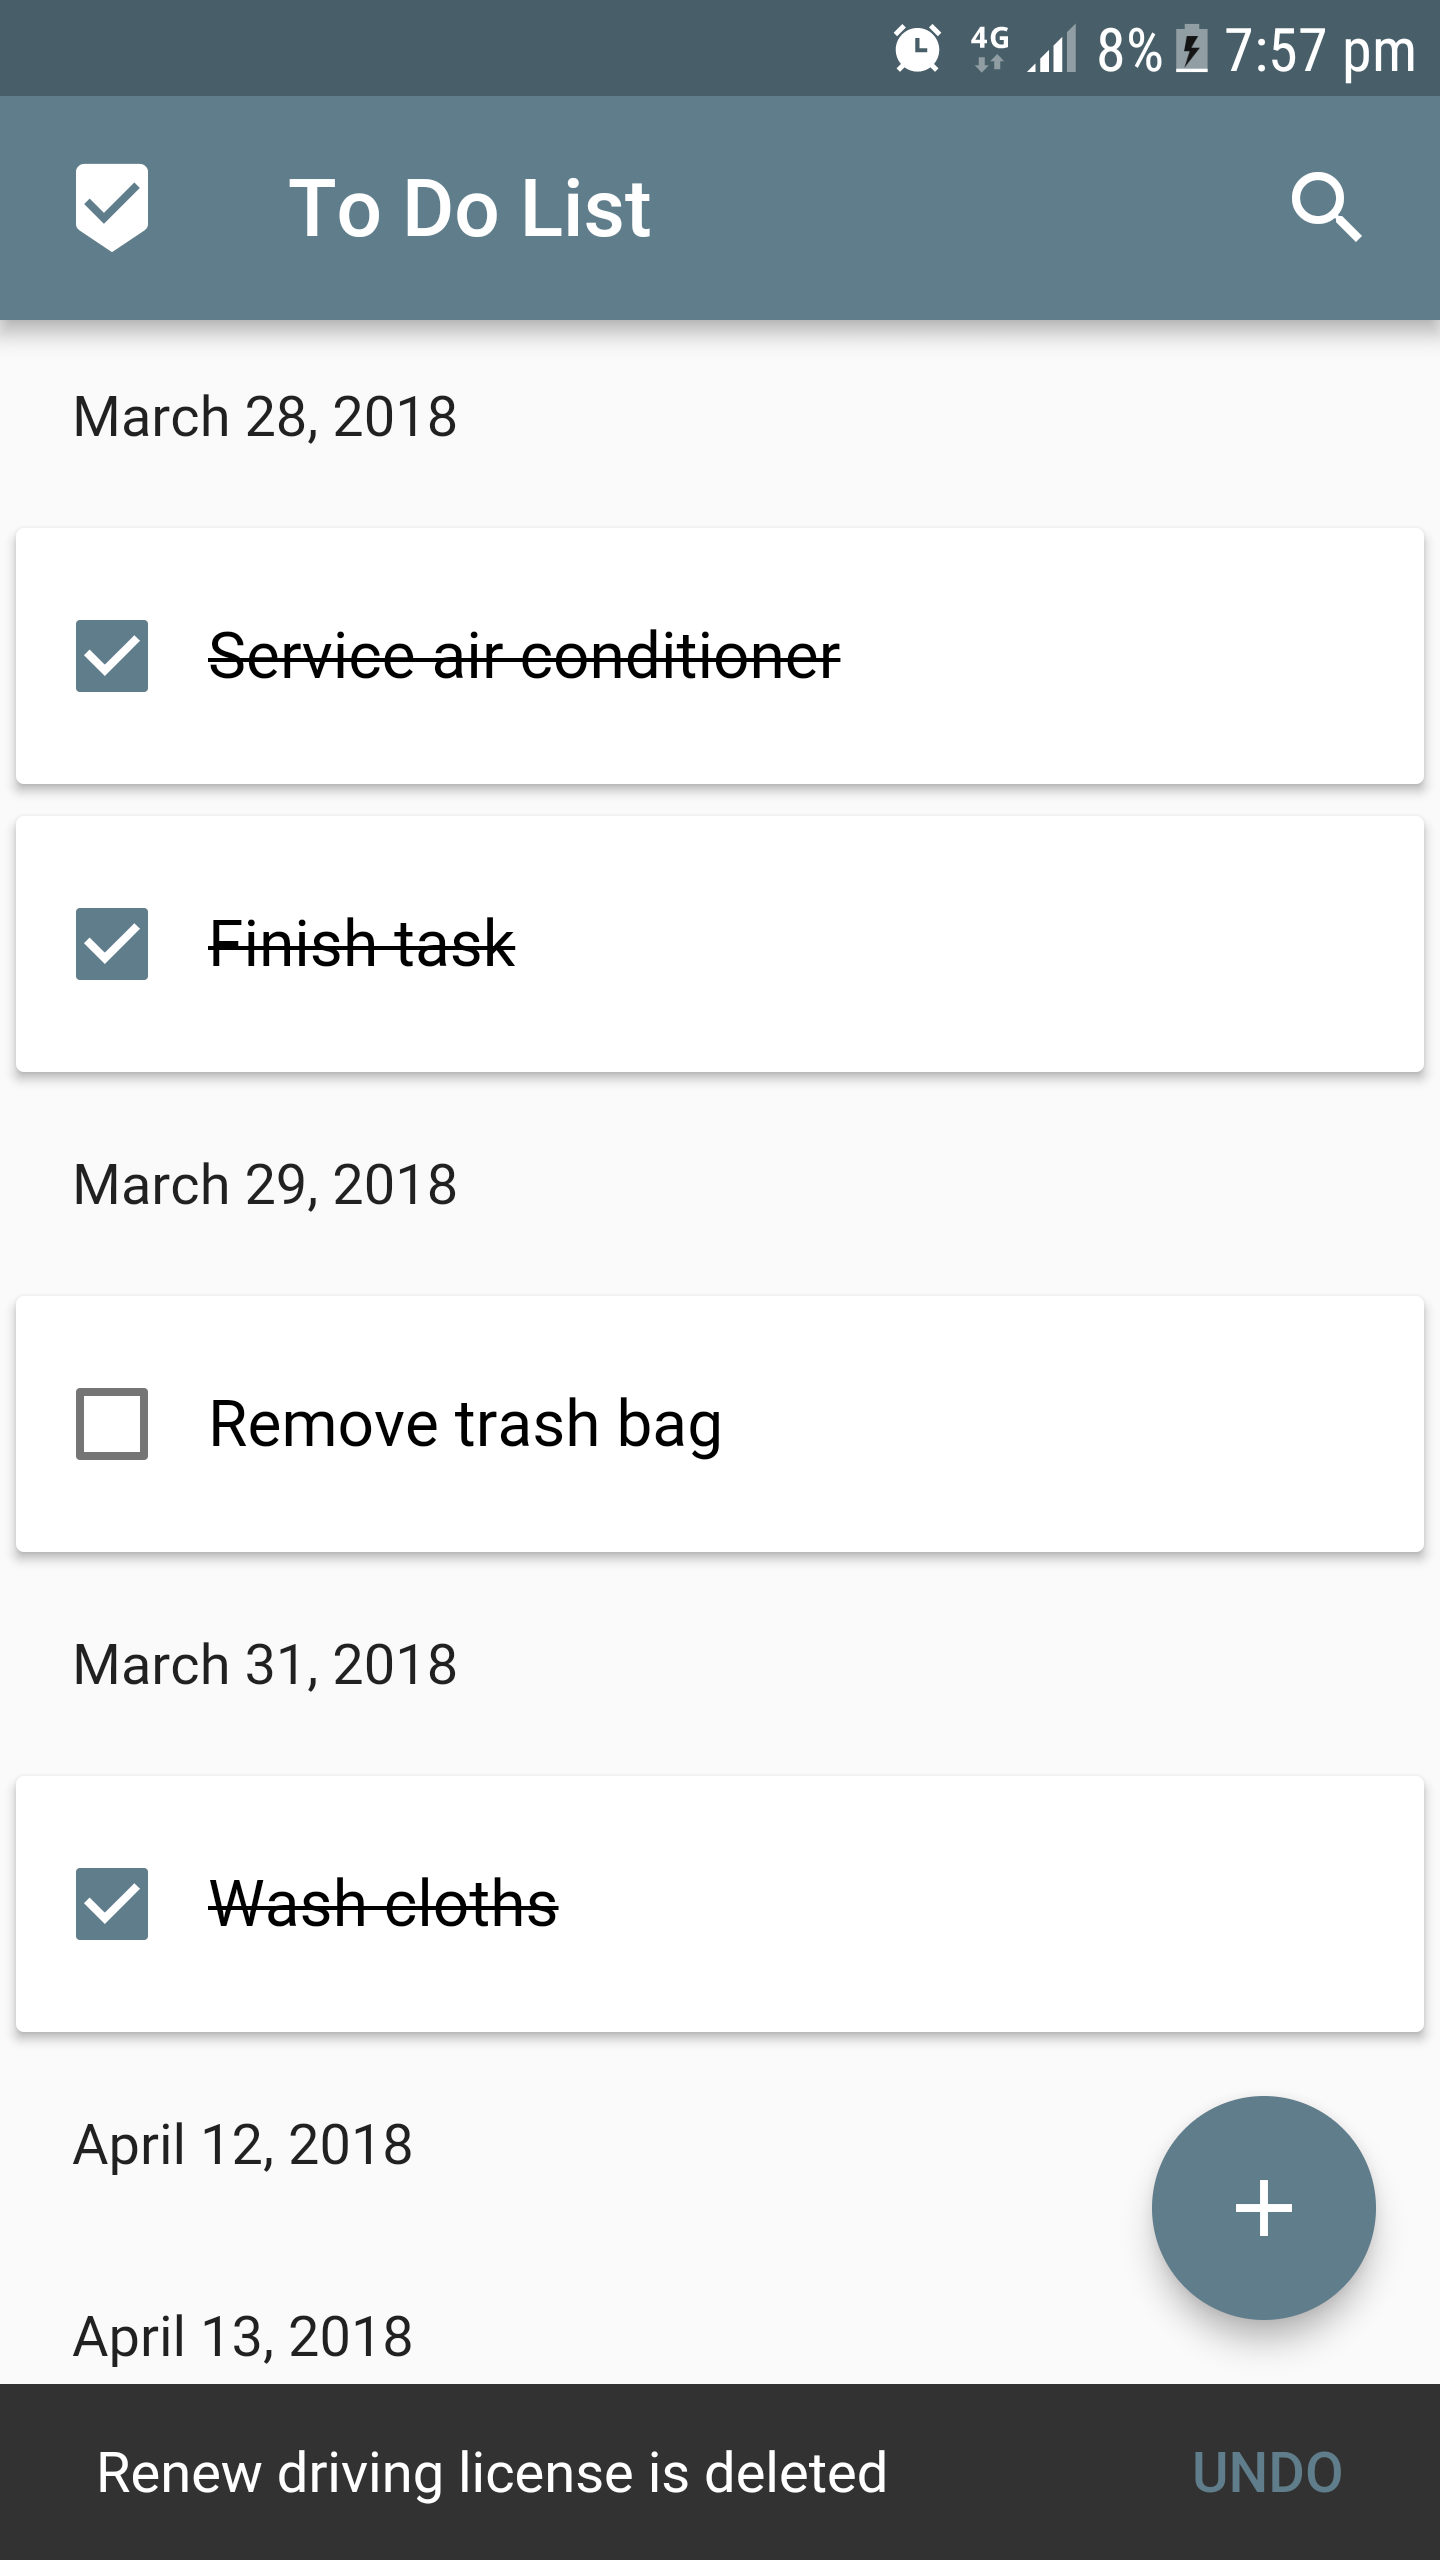 4G 8% 7:57 pm
To Do List
March 28, 2018
Service air conditioner
Finish task
March 29, 2018
Remove trash bag
March 31, 2018
Wash cloths
April 12, 2018
April 13, 2018
Renew driving license is deleted UNDO